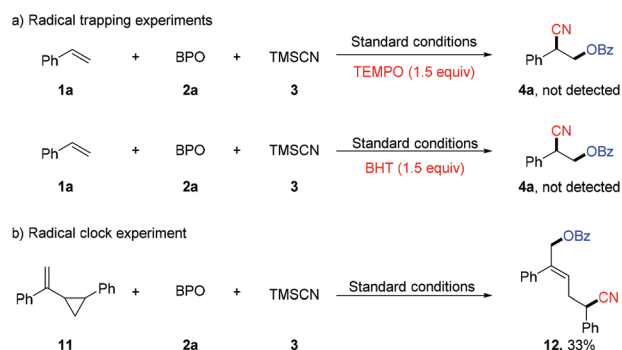 a) Radical trapping experiments
Ph + BPO + TMSCN Standard conditions TEMPO (1.5 equiv) CN Ph OBz
1a 2a 3 4a, not detected
Ph + BPO + TMSCN Standard conditions BHT (1.5 equiv) CN Ph OBz
1a 2a 3 4a, not detected
b) Radical clock experiment
Ph Ph + BPO + TMSCN Standard conditions OBz Ph CN Ph
11 2a 3 12, 33%